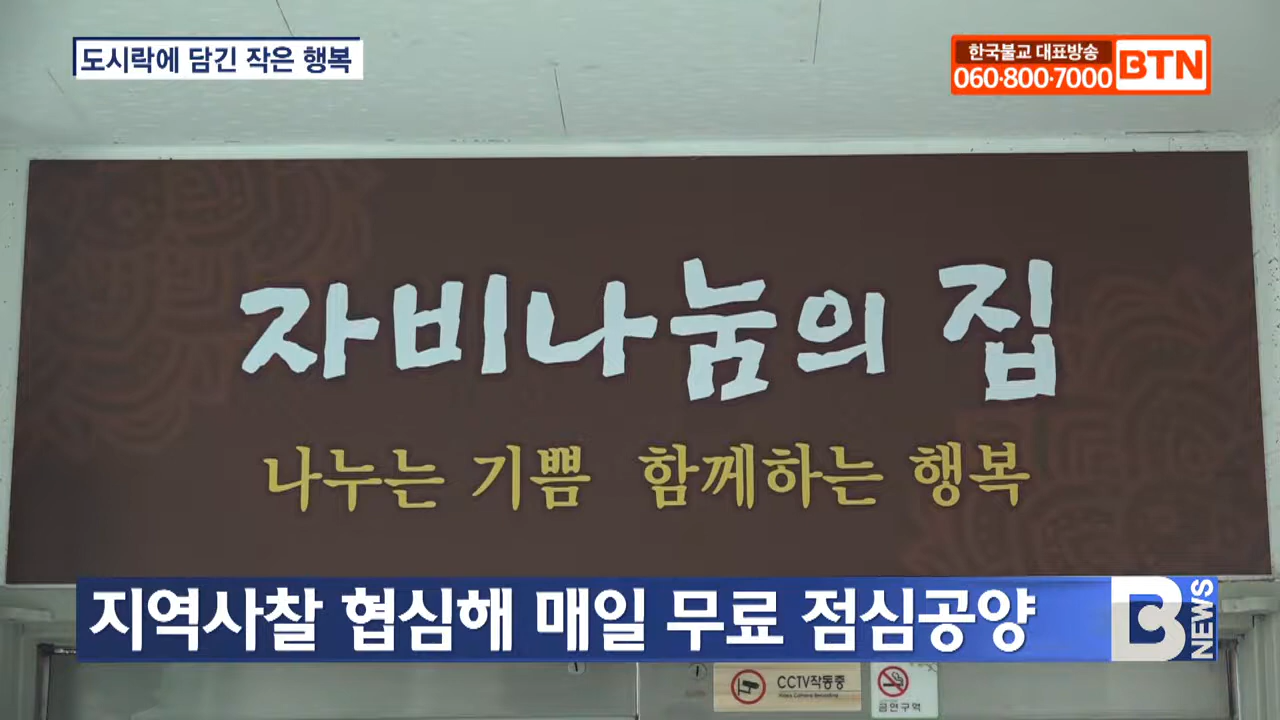 도시락에 담긴 작은 행복
한국불교 대표방송
060·800·7000
BTN
자비나눔의 집
나누는 기쁨 함께하는 행복
지역사찰 협심해 매일 무료 점심공양
B NEWS
CCTV작동중
금연구역